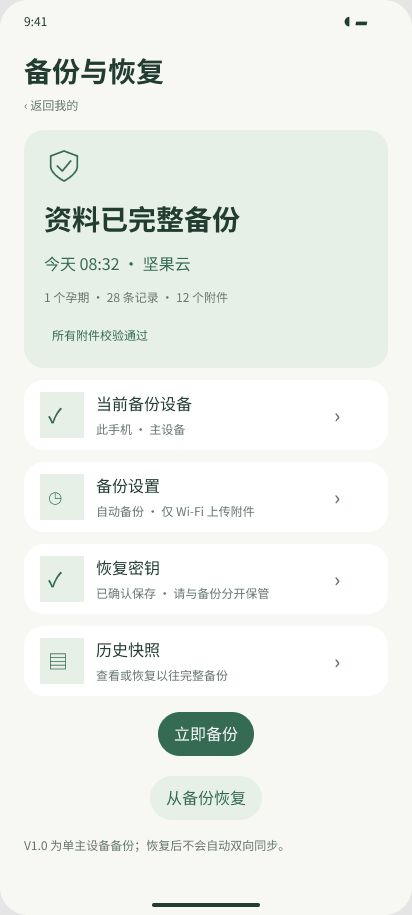 9:41
备份与恢复
‹ 返回我的
资料已完整备份
今天 08:32 · 坚果云
1 个孕期 · 28 条记录 · 12 个附件
所有附件校验通过
当前备份设备
此手机 · 主设备
备份设置
自动备份 · 仅 Wi-Fi 上传附件
恢复密钥
已确认保存 · 请与备份分开保管
历史快照
查看或恢复以往完整备份
立即备份
从备份恢复
V1.0 为单主设备备份；恢复后不会自动双向同步。